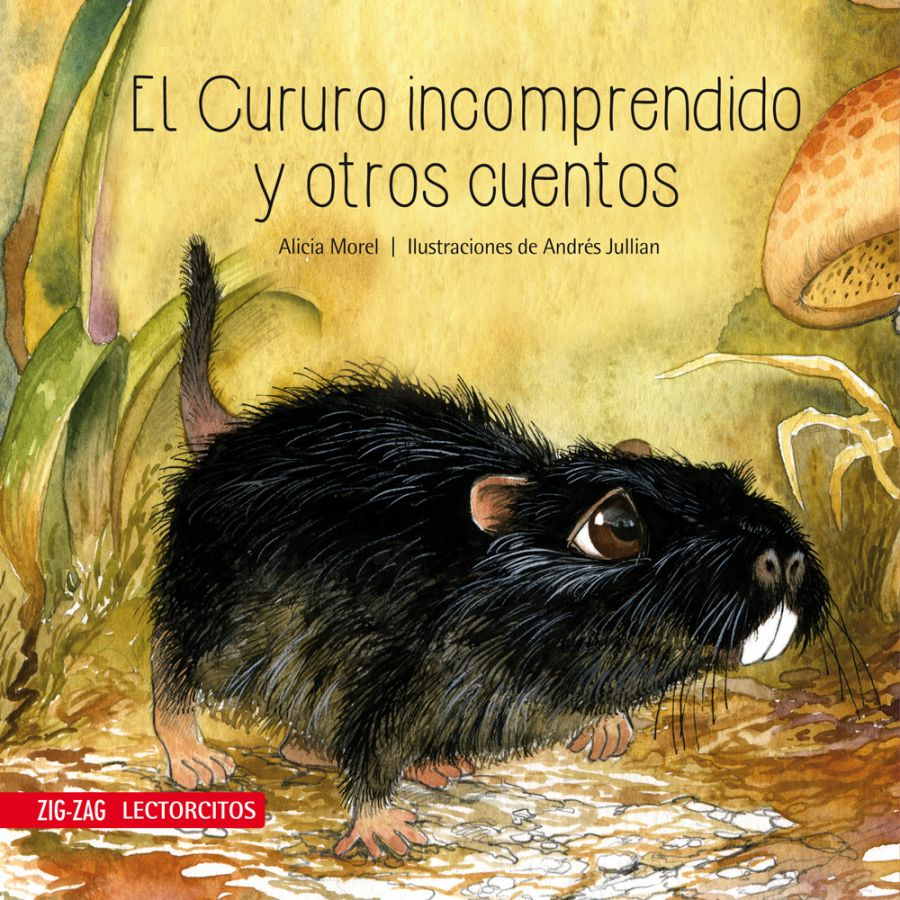 El Cururo incomprendido
y otros cuentos
Alicia Morel | Ilustraciones de Andrés Jullian
ZIG-ZAG LECTORCITOS